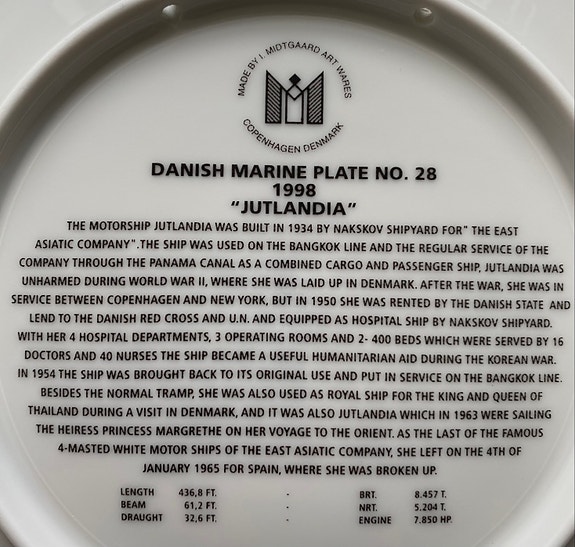 MADE BY I. MIDTGAARD ART WARES
COPENHAGEN DENMARK
DANISH MARINE PLATE NO. 28
1998
"JUTLANDIA"
THE MOTORSHIP JUTLANDIA WAS BUILT IN 1934 BY NAKSKOV SHIPYARD FOR" THE EAST
ASIATIC COMPANY".THE SHIP WAS USED ON THE BANGKOK LINE AND THE REGULAR SERVICE OF THE
COMPANY THROUGH THE PANAMA CANAL AS A COMBINED CARGO AND PASSENGER SHIP, JUTLANDIA WAS
UNHARMED DURING WORLD WAR II, WHERE SHE WAS LAID UP IN DENMARK. AFTER THE WAR, SHE WAS IN
SERVICE BETWEEN COPENHAGEN AND NEW YORK, BUT IN 1950 SHE WAS RENTED BY THE DANISH STATE AND
LEND TO THE DANISH RED CROSS AND U.N. AND EQUIPPED AS HOSPITAL SHIP BY NAKSKOV SHIPYARD.
WITH HER 4 HOSPITAL DEPARTMENTS, 3 OPERATING ROOMS AND 2- 400 BEDS WHICH WERE SERVED BY 16
DOCTORS AND 40 NURSES THE SHIP BECAME A USEFUL HUMANITARIAN AID DURING THE KOREAN WAR.
IN 1954 THE SHIP WAS BROUGHT BACK TO ITS ORIGINAL USE AND PUT IN SERVICE ON THE BANGKOK LINE.
BESIDES THE NORMAL TRAMP, SHE WAS ALSO USED AS ROYAL SHIP FOR THE KING AND QUEEN OF
THAILAND DURING A VISIT IN DENMARK, AND IT WAS ALSO JUTLANDIA WHICH IN 1963 WERE SAILING
THE HEIRESS PRINCESS MARGRETHE ON HER VOYAGE TO THE ORIENT. AS THE LAST OF THE FAMOUS
4-MASTED WHITE MOTOR SHIPS OF THE EAST ASIATIC COMPANY, SHE LEFT ON THE 4TH OF
JANUARY 1965 FOR SPAIN, WHERE SHE WAS BROKEN UP.
LENGTH 436,8 FT. - BRT. 8.457 T.
BEAM 61,2 FT. - NRT. 5.204 T.
DRAUGHT 32,6 FT. - ENGINE 7.850 HP.